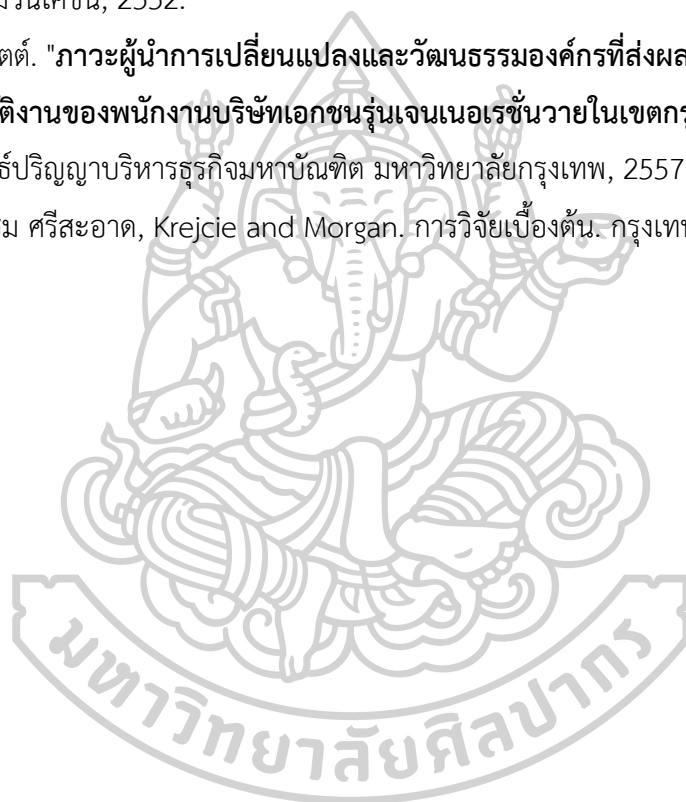 2552.
ตต์. "ภาวะผู้นำการเปลี่ยนแปลงและวัฒนธรรมองค์กรที่ส่งผล
ติงานของพนักงานบริษัทเอกชนรุ่นเจนเนอเรชั่นวายในเขตกรุ
ธ์ปริญญาบริหารธุรกิจมหาบัณฑิต มหาวิทยาลัยกรุงเทพ, 2557
ม ศรีสะอาด, Krejcie and Morgan. การวิจัยเบื้องต้น. กรุงเทพ
มหาวิทยาลัยศิลปากร